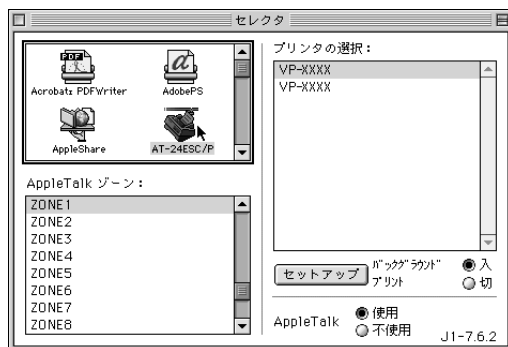 セレクタ
Acrobatt PDFWriter
AdobePS
AppleShare
AT-24ESC/P
AppleTalk ゾーン：
ZONE1
ZONE2
ZONE3
ZONE4
ZONE5
ZONE6
ZONE7
ZONE8
プリンタの選択：
VP-XXXX
VP-XXXX
セットアップ
バックグラウンド
プリント
入
切
AppleTalk
使用
不使用
J1-7.6.2